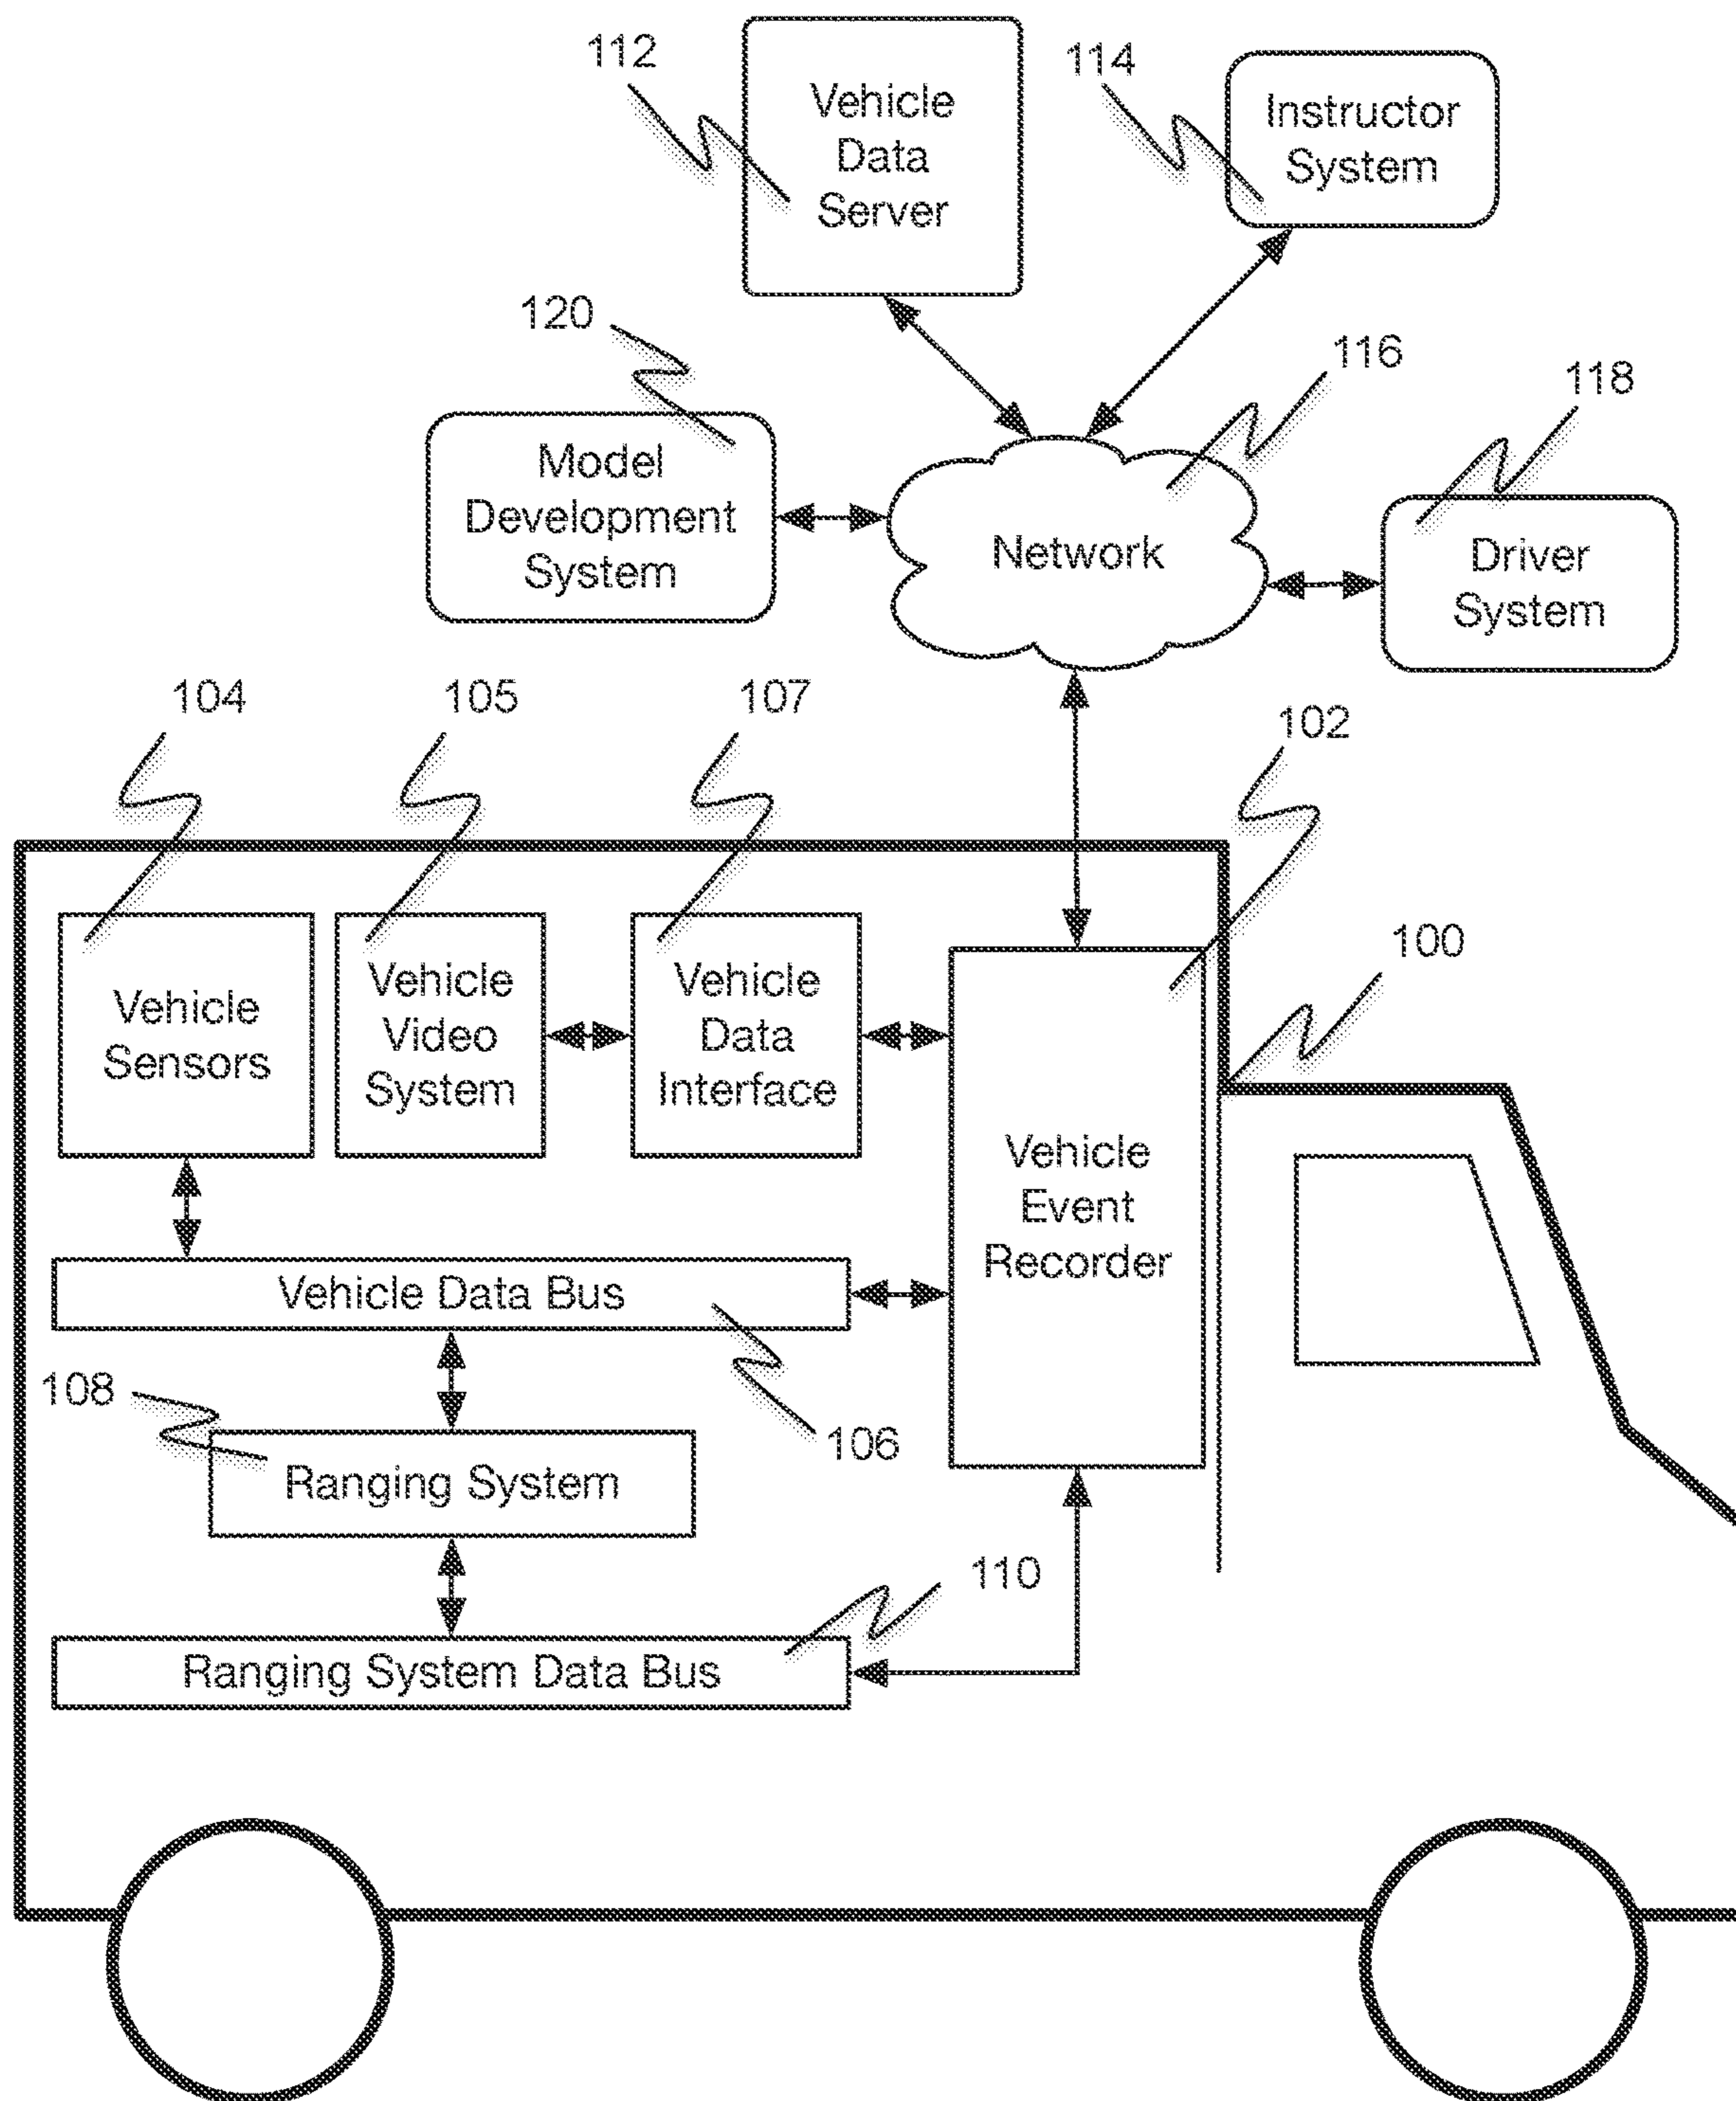 112
Vehicle
Data
Server
114
Instructor
System
120
Model
Development
System
116
Network
118
Driver
System
104
105
107
102
100
Vehicle
Sensors
Vehicle
Video
System
Vehicle
Data
Interface
Vehicle
Event
Recorder
Vehicle Data Bus
108
106
Ranging System
110
Ranging System Data Bus